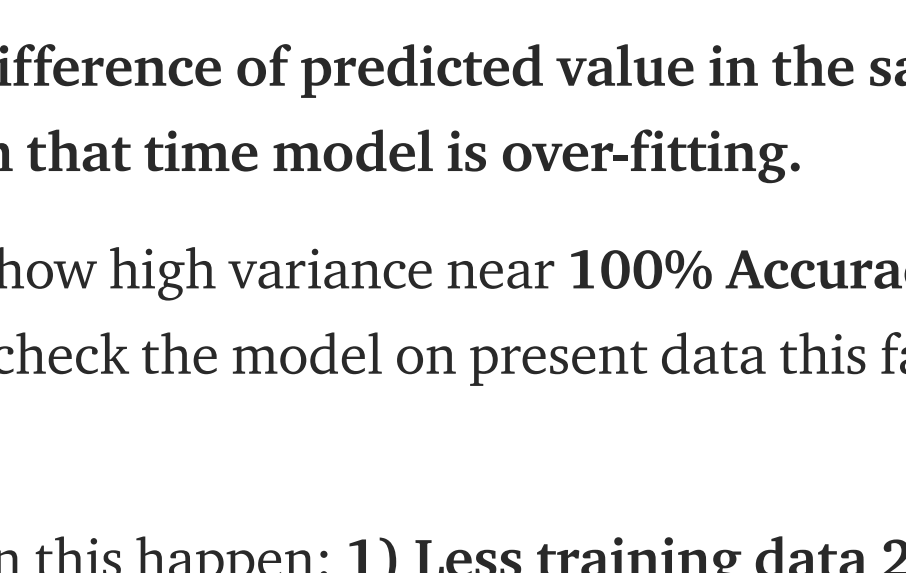 ifference of predicted value in the sa
n that time model is over-fitting.
how high variance near 100% Accura
check the model on present data this fa
n this happen: 1) Less training data 2